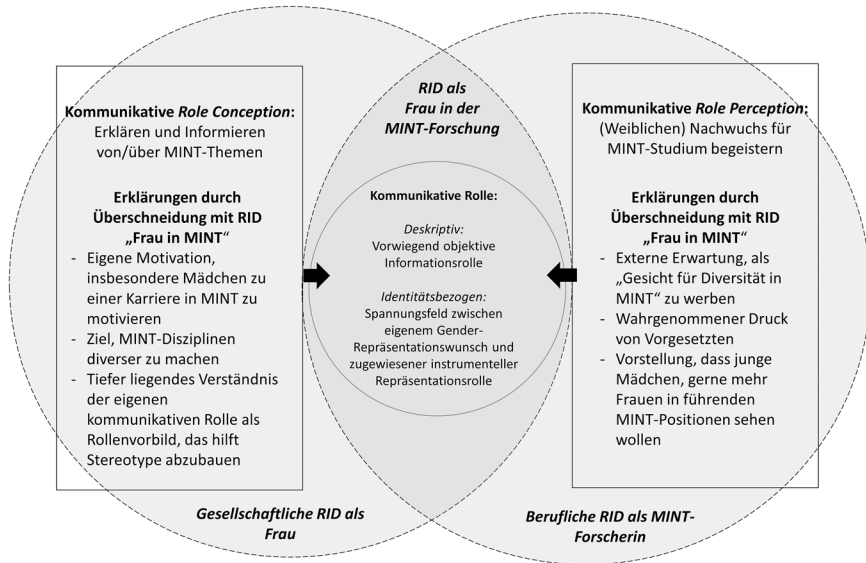 RID als
Frau in der
MINT-Forschung
Kommunikative Role Conception:
Erklären und Informieren
von/über MINT-Themen
Erklärungen durch
Überschneidung mit RID
„Frau in MINT“
- Eigene Motivation,
insbesondere Mädchen zu
einer Karriere in MINT zu
motivieren
- Ziel, MINT-Disziplinen
diverser zu machen
- Tiefer liegendes Verständnis
der eigenen
kommunikativen Rolle als
Rollenvorbild, das hilft
Stereotype abzubauen
Kommunikative Rolle:
Deskriptiv:
Vorwiegend objektive
Informationsrolle
Identitätsbezogen:
Spannungsfeld zwischen
eigenem Gender-
Repräsentationswunsch und
zugewiesener instrumenteller
Repräsentationsrolle
Kommunikative Role Perception:
(Weiblichen) Nachwuchs für
MINT-Studium begeistern
Erklärungen durch
Überschneidung mit RID
„Frau in MINT“
- Externe Erwartung, als
„Gesicht für Diversität in
MINT“ zu werben
- Wahrgenommener Druck
von Vorgesetzten
- Vorstellung, dass junge
Mädchen, gerne mehr
Frauen in führenden
MINT-Positionen sehen
wollen
Gesellschaftliche RID als
Frau
Berufliche RID als MINT-
Forscherin